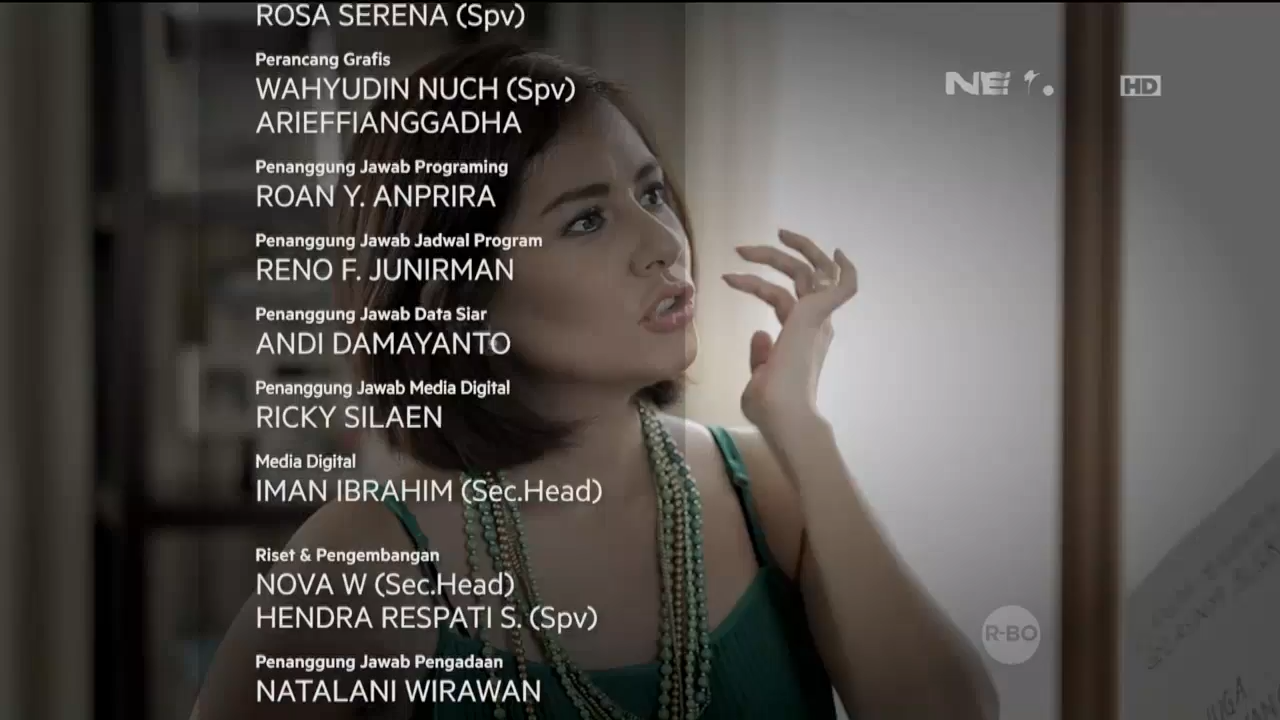 ROSA SERENA (Spv)
Perancang Grafis
WAHYUDIN NUCH (Spv)
ARIEFFIANGGADHA
Penanggung Jawab Programing
ROAN Y. ANPRIRA
Penanggung Jawab Jadwal Program
RENO F. JUNIRMAN
Penanggung Jawab Data Siar
ANDI DAMAYANTO
Penanggung Jawab Media Digital
RICKY SILAEN
Media Digital
IMAN IBRAHIM (Sec.Head)
Riset & Pengembangan
NOVA W (Sec.Head)
HENDRA RESPATI S. (Spv)
Penanggung Jawab Pengadaan
NATALANI WIRAWAN
HD
R-BO